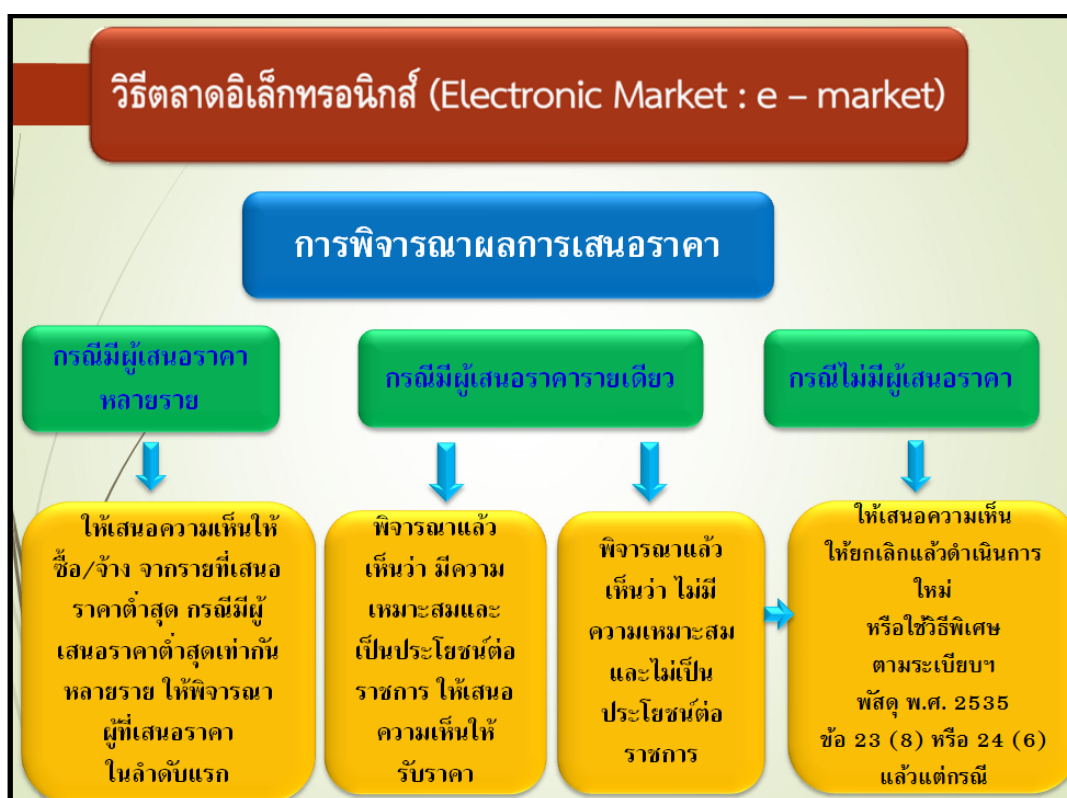 วิธีตลาดอิเล็กทรอนิกส์ (Electronic Market : e – market)
การพิจารณาผลการเสนอราคา
กรณีมีผู้เสนอราคา
หลายราย
ให้เสนอความเห็นให้
ซื้อ/จ้าง จากรายที่เสนอ
ราคาต่ำสุด กรณีมีผู้
เสนอราคาต่ำสุดเท่ากัน
หลายราย ให้พิจารณา
ผู้ที่เสนอราคา
ในลำดับแรก
กรณีมีผู้เสนอราคารายเดียว
พิจารณาแล้ว
เห็นว่า มีความ
เหมาะสมและ
เป็นประโยชน์ต่อ
ราชการ ให้เสนอ
ความเห็นให้
รับราคา
พิจารณาแล้ว
เห็นว่า ไม่มี
ความเหมาะสม
และไม่เป็น
ประโยชน์ต่อ
ราชการ
กรณีไม่มีผู้เสนอราคา
ให้เสนอความเห็น
ให้ยกเลิกแล้วดำเนินการ
ใหม่
หรือใช้วิธีพิเศษ
ตามระเบียบฯ
พัสดุ พ.ศ. 2535
ข้อ 23 (8) หรือ 24 (6)
แล้วแต่กรณี